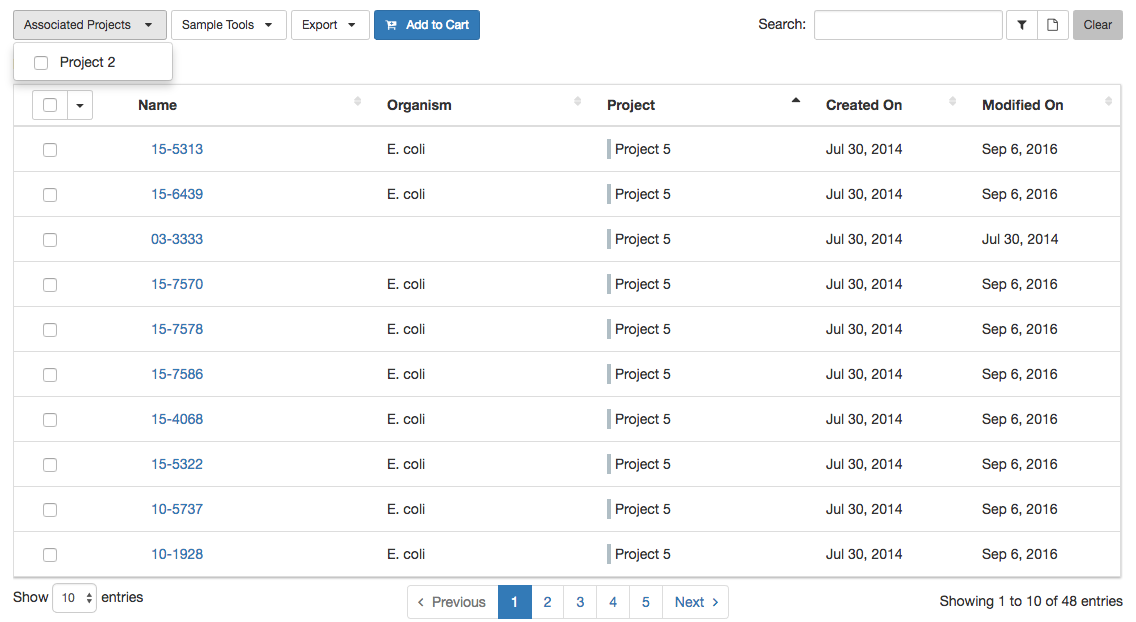 Associated Projects Sample Tools Export Add to Cart Search: Clear
Project 2
Name Organism Project Created On Modified On
15-5313 E. coli Project 5 Jul 30, 2014 Sep 6, 2016
15-6439 E. coli Project 5 Jul 30, 2014 Sep 6, 2016
03-3333 Project 5 Jul 30, 2014 Jul 30, 2014
15-7570 E. coli Project 5 Jul 30, 2014 Sep 6, 2016
15-7578 E. coli Project 5 Jul 30, 2014 Sep 6, 2016
15-7586 E. coli Project 5 Jul 30, 2014 Sep 6, 2016
15-4068 E. coli Project 5 Jul 30, 2014 Sep 6, 2016
15-5322 E. coli Project 5 Jul 30, 2014 Sep 6, 2016
10-5737 E. coli Project 5 Jul 30, 2014 Sep 6, 2016
10-1928 E. coli Project 5 Jul 30, 2014 Sep 6, 2016
Show 10 entries ‹ Previous 1 2 3 4 5 Next › Showing 1 to 10 of 48 entries